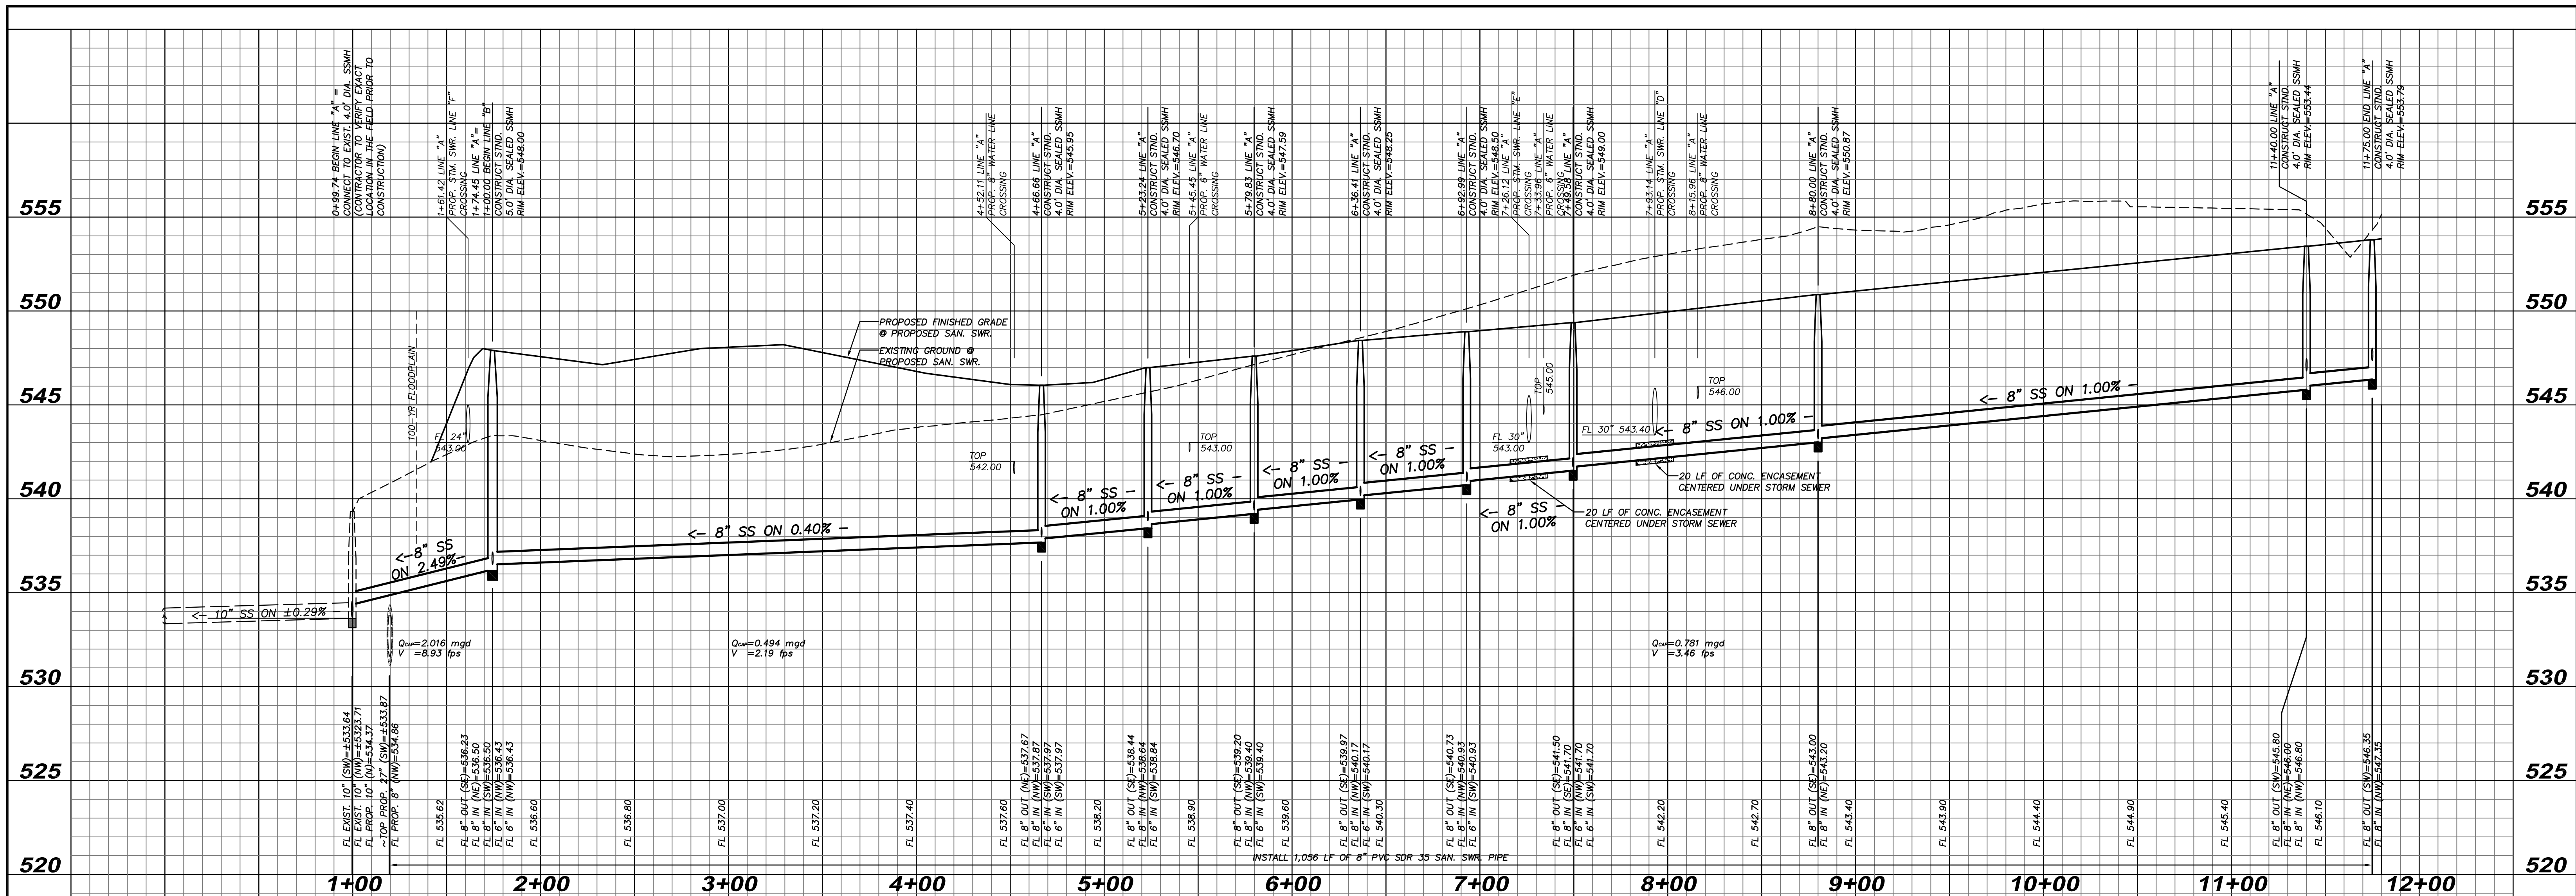 0+99.74 BEGIN LINE "A" =
CONNECT TO EXIST. 4.0' DIA. SSMH
(CONTRACTOR TO VERIFY EXACT
LOCATION IN THE FIELD PRIOR TO
CONSTRUCTION)
1+61.42 LINE "A"
PROP. STM. SWR. LINE "F"
CROSSING
1+74.45 LINE "A"=
1+00.00 BEGIN LINE "B"
CONSTRUCT STND.
5.0' DIA. SEALED SSMH
RIM ELEV.=548.00
4+52.11 LINE "A"
PROP. 8" WATER LINE
CROSSING
4+66.66 LINE "A"
CONSTRUCT STND.
4.0' DIA. SEALED SSMH
RIM ELEV.=545.95
5+23.24 LINE "A"
CONSTRUCT STND.
4.0' DIA. SEALED SSMH
RIM ELEV.=546.70
5+45.45 LINE "A"
PROP. 6" WATER LINE
CROSSING
5+79.83 LINE "A"
CONSTRUCT STND.
4.0' DIA. SEALED SSMH
RIM ELEV.=547.59
6+36.41 LINE "A"
CONSTRUCT STND.
4.0' DIA. SEALED SSMH
RIM ELEV.=548.25
6+92.99 LINE "A"
CONSTRUCT STND.
4.0' DIA. SEALED SSMH
RIM ELEV.=548.50
7+26.12 LINE "A"
PROP. STM. SWR. LINE "E"
CROSSING
7+33.96 LINE "A"
PROP. 6" WATER LINE
CROSSING
7+49.58 LINE "A"
CONSTRUCT STND.
4.0' DIA. SEALED SSMH
RIM ELEV.=549.00
7+93.14 LINE "A"
PROP. STM. SWR. LINE "D"
CROSSING
8+15.96 LINE "A"
PROP. 8" WATER LINE
CROSSING
8+80.00 LINE "A"
CONSTRUCT STND.
4.0' DIA. SEALED SSMH
RIM ELEV.=550.87
11+40.00 LINE "A"
CONSTRUCT STND.
4.0' DIA. SEALED SSMH
RIM ELEV.=553.44
11+75.00 END LINE "A"
CONSTRUCT STND.
4.0' DIA. SEALED SSMH
RIM ELEV.=553.79
555
555
550
550
PROPOSED FINISHED GRADE
@ PROPOSED SAN. SWR.
EXISTING GROUND @
PROPOSED SAN. SWR.
100-YR FLOODPLAIN
545
545
TOP
545.00
TOP
546.00
<- 8" SS ON 1.00% -
FL 24"
543.00
TOP
542.00
TOP
543.00
FL 30"
543.00
FL 30" 543.40
<- 8" SS ON 1.00% -
540
540
<- 8" SS -
ON 1.00%
<- 8" SS -
ON 1.00%
<- 8" SS -
ON 1.00%
<- 8" SS -
ON 1.00%
<- 8" SS -
ON 1.00%
20 LF OF CONC. ENCASEMENT
CENTERED UNDER STORM SEWER
20 LF OF CONC. ENCASEMENT
CENTERED UNDER STORM SEWER
<-8" SS
ON 2.49%-
<- 8" SS ON 0.40% -
535
535
<- 10" SS ON ±0.29% -
QCAP=2.016 mgd
V =8.93 fps
QCAP=0.494 mgd
V =2.19 fps
QCAP=0.781 mgd
V =3.46 fps
530
530
525
525
FL EXIST. 10" (SW)=±533.64
FL EXIST. 10" (NW)=±5323.71
FL PROP. 10" (N)=534.37
~TOP PROP. 27" (SW)=±533.87
FL PROP. 8" (NW)=534.86
FL 535.62
FL 8" OUT (SE)=536.23
FL 8" IN (NE)=536.50
FL 8" IN (SW)=536.50
FL 6" IN (NW)=536.43
FL 6" IN (NW)=536.43
FL 536.60
FL 536.80
FL 537.00
FL 537.20
FL 537.40
FL 537.60
FL 8" OUT (NE)=537.67
FL 8" IN (NW)=537.87
FL 6" IN (SW)=537.97
FL 6" IN (SW)=537.97
FL 538.20
FL 8" OUT (SE)=538.44
FL 8" IN (NW)=538.64
FL 6" IN (SW)=538.84
FL 538.90
FL 8" OUT (SE)=539.20
FL 8" IN (NW)=539.40
FL 6" IN (SW)=539.40
FL 539.60
FL 8" OUT (SE)=539.97
FL 8" IN (NW)=540.17
FL 6" IN (SW)=540.17
FL 540.30
FL 8" OUT (SE)=540.73
FL 8" IN (NW)=540.93
FL 6" IN (SW)=540.93
FL 8" OUT (SE)=541.50
FL 8" IN (SE)=541.70
FL 6" IN (NW)=541.70
FL 6" IN (SW)=541.70
FL 542.20
FL 542.70
FL 8" OUT (SE)=543.00
FL 8" IN (NE)=543.20
FL 543.40
FL 543.90
FL 544.40
FL 544.90
FL 545.40
FL 8" OUT (SW)=545.80
FL 8" IN (NE)=546.00
FL 8" IN (NW)=546.80
FL 546.10
FL 8" OUT (SW)=546.35
FL 8" IN (NW)=547.35
INSTALL 1,056 LF OF 8" PVC SDR 35 SAN. SWR. PIPE
520
520
1+00
2+00
3+00
4+00
5+00
6+00
7+00
8+00
9+00
10+00
11+00
12+00